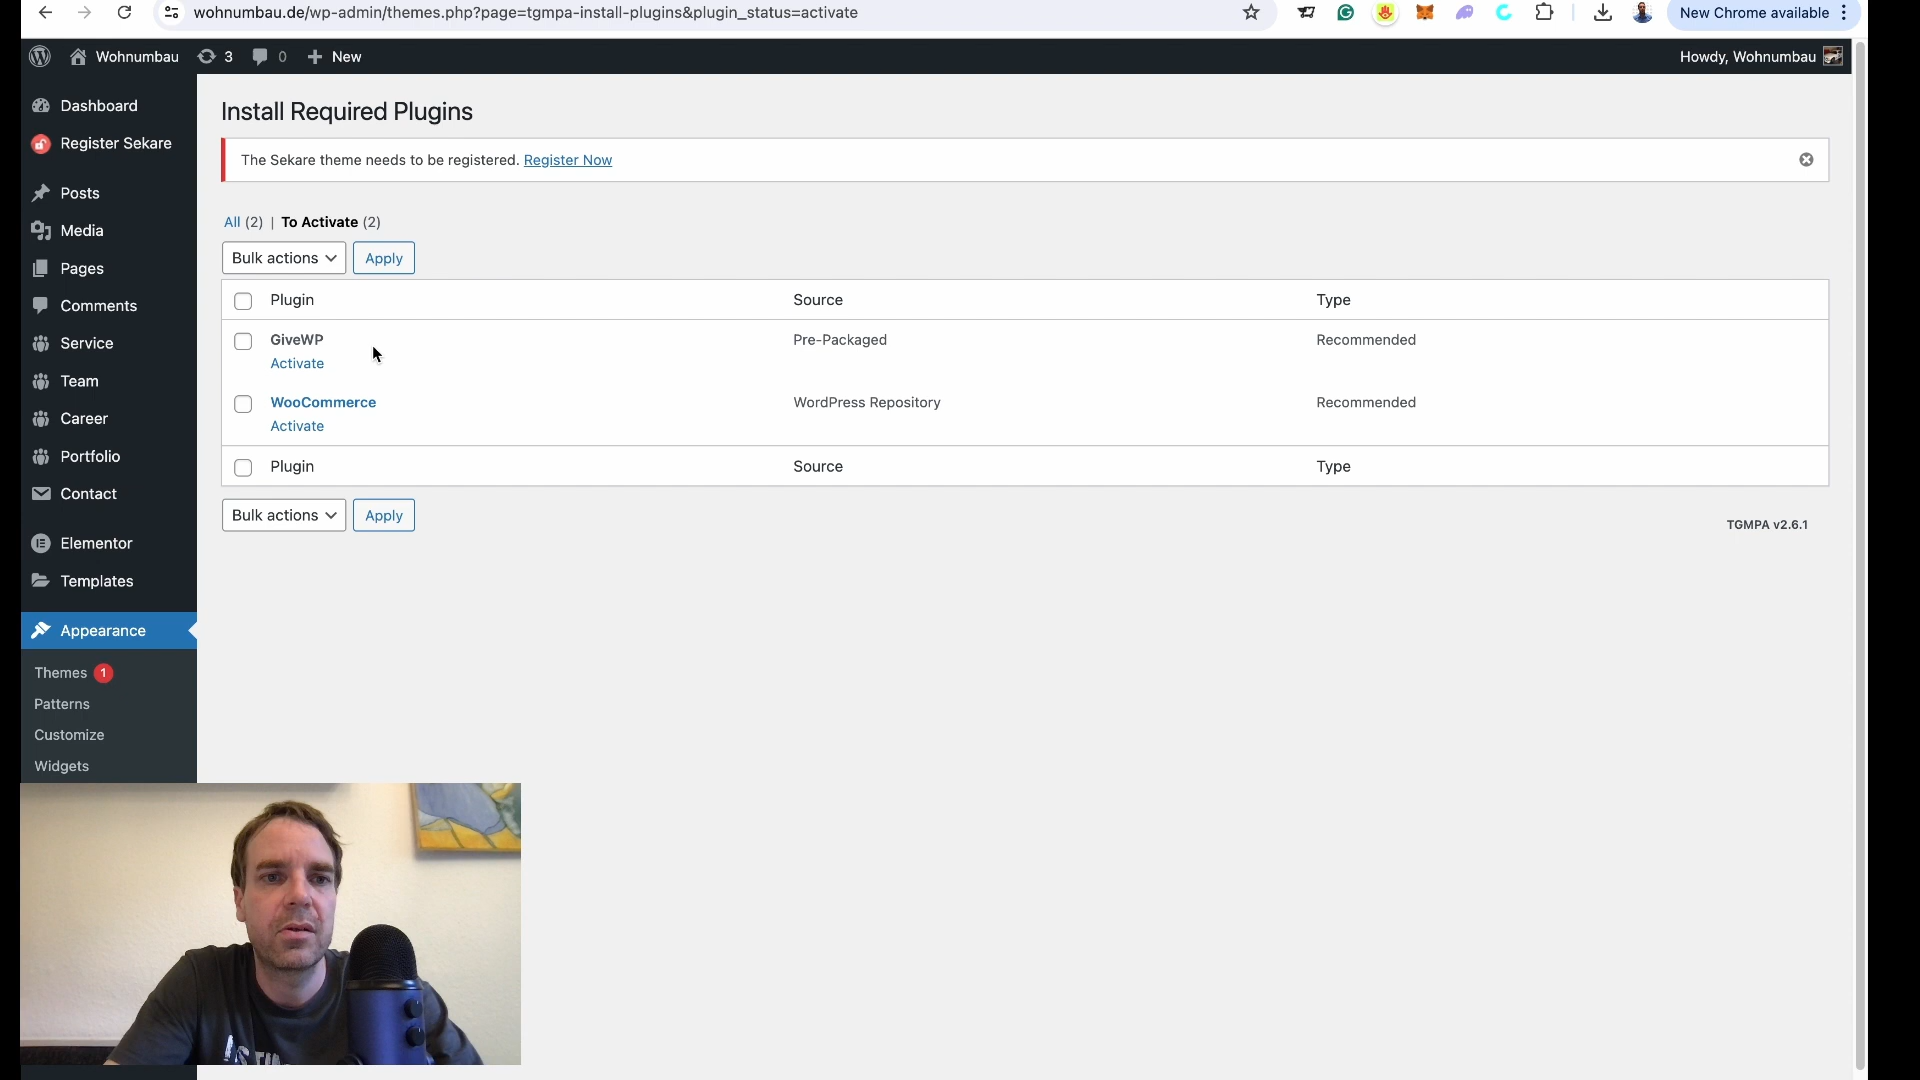 wohnumbau.de/wp-admin/themes.php?page=tgmpa-install-plugins&plugin_status=activate
New Chrome available
Wohnumbau
3
0
New
Howdy, Wohnumbau
Dashboard
Register Sekare
Posts
Media
Pages
Comments
Service
Team
Career
Portfolio
Contact
Elementor
Templates
Appearance
Themes 1
Patterns
Customize
Widgets
Install Required Plugins
The Sekare theme needs to be registered. Register Now
All (2) | To Activate (2)
Bulk actions Apply
Plugin Source Type
GiveWP Pre-Packaged Recommended
Activate
WooCommerce WordPress Repository Recommended
Activate
Plugin Source Type
Bulk actions Apply
TGMPA v2.6.1